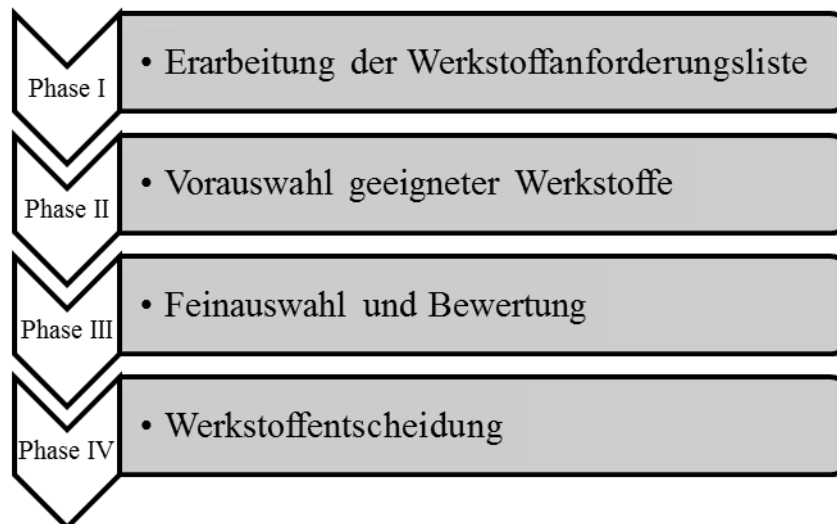 Phase I
• Erarbeitung der Werkstoffanforderungsliste
Phase II
• Vorauswahl geeigneter Werkstoffe
Phase III
• Feinauswahl und Bewertung
Phase IV
• Werkstoffentscheidung